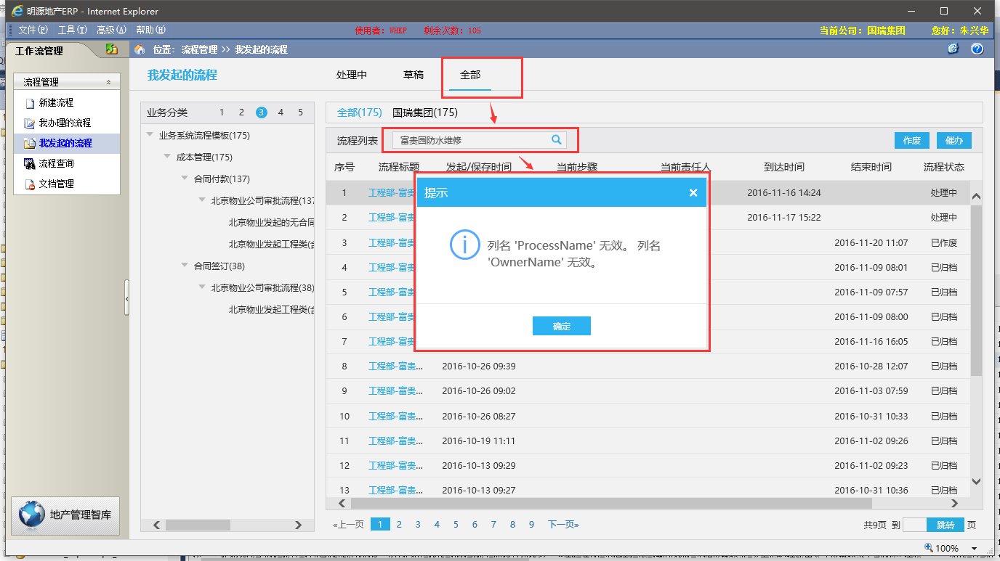 明源地产ERP - Internet Explorer
文件(F) 工具(T) 高级(A) 帮助(H) 使用者：WHKF 剩余次数：105 当前公司：国瑞集团 您好：朱兴华
工作流管理
位置： 流程管理 >> 我发起的流程
流程管理
新建流程
我办理的流程
我发起的流程
流程查询
文档管理
地产管理智库
我发起的流程 处理中 草稿 全部
业务分类 1 2 3 4 5
业务系统流程模板(175)
成本管理(175)
合同付款(137)
北京物业公司审批流程(137
北京物业发起的无合同
北京物业发起工程类(合
合同签订(38)
北京物业公司审批流程(38)
北京物业发起工程类(合
全部(175) 国瑞集团(175)
流程列表 富贵园防水维修 作废 催办
序号 流程标题 发起/保存时间 当前步骤 当前责任人 到达时间 结束时间 流程状态
1 工程部-富贵 2016-11-16 14:24 处理中
2 工程部-富贵 2016-11-17 15:22 处理中
3 工程部-富贵 2016-11-20 11:07 已作废
4 工程部-富贵 2016-11-09 08:01 已归档
5 工程部-富贵 2016-11-09 07:57 已归档
6 工程部-富贵 2016-11-09 08:00 已归档
7 工程部-富贵 2016-11-16 16:05 已归档
8 工程部-富贵... 2016-10-26 09:39 2016-10-28 12:07 已归档
9 工程部-富贵... 2016-10-26 09:02 2016-11-03 07:59 已归档
10 工程部-富贵... 2016-10-26 08:27 2016-10-31 10:33 已归档
11 工程部-富贵... 2016-10-19 11:11 2016-11-02 09:26 已归档
12 工程部-富贵... 2016-10-13 09:29 2016-11-02 09:23 已归档
13 工程部-富贵... 2016-10-13 09:27 2016-10-31 10:36 已归档
提示
列名 'ProcessName' 无效。 列名
'OwnerName' 无效。
确定
«上一页 1 2 3 4 5 6 7 8 9 下一页» 共9页 到 跳转 页
100%